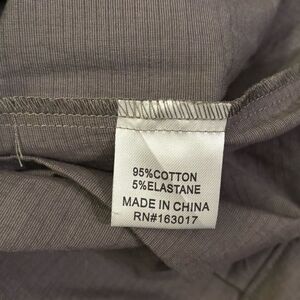 95%COTTON
5%ELASTANE
MADE IN CHINA
RN#163017